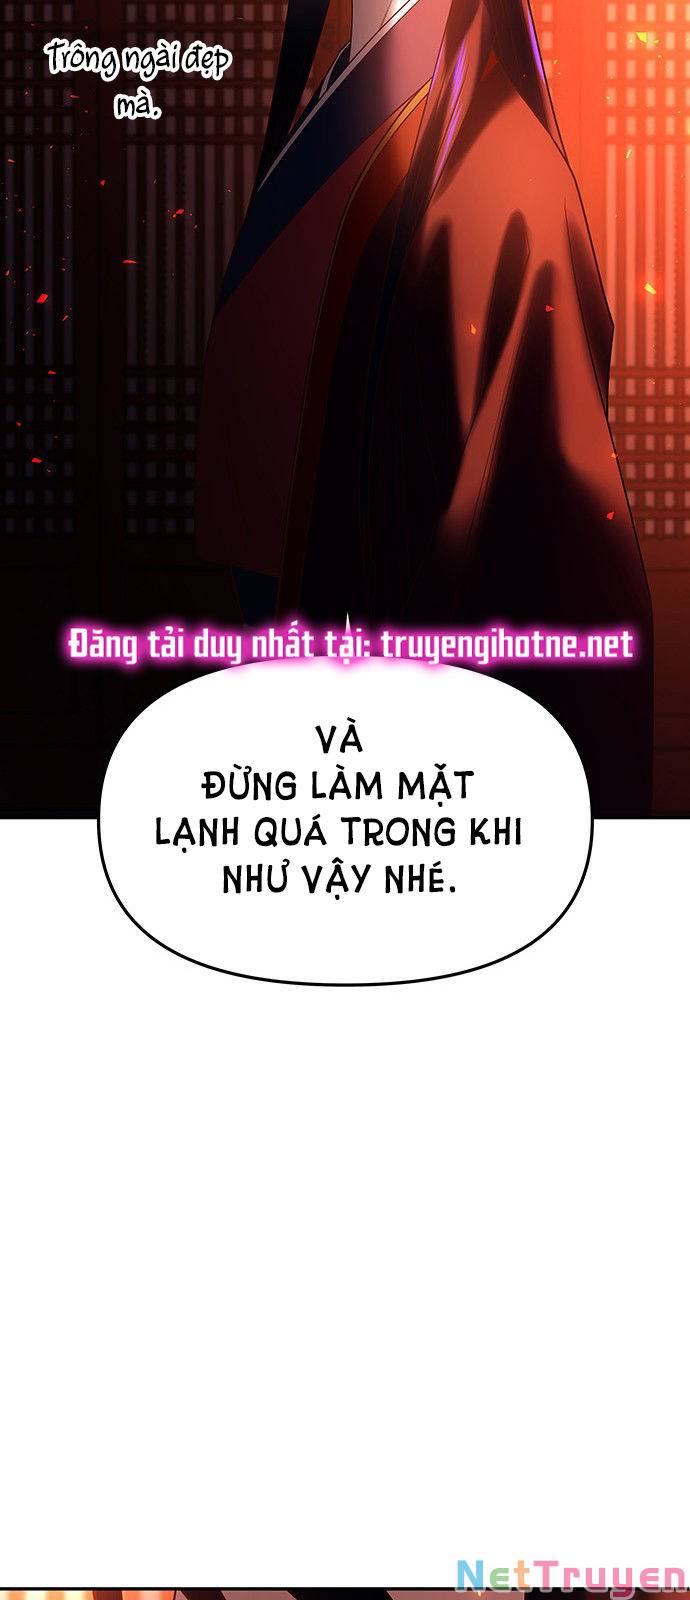 Trông ngài đẹp
mà.
Đăng tải duy nhất tại: truyengihotne.net
VÀ
ĐỪNG LÀM MẶT
LẠNH QUÁ TRONG KHI
NHƯ VẬY NHÉ.
NetTruyen